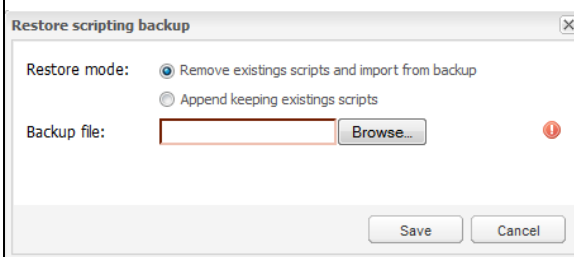 Restore scripting backup
Restore mode: Remove existings scripts and import from backup
Append keeping existings scripts
Backup file: Browse...
Save Cancel